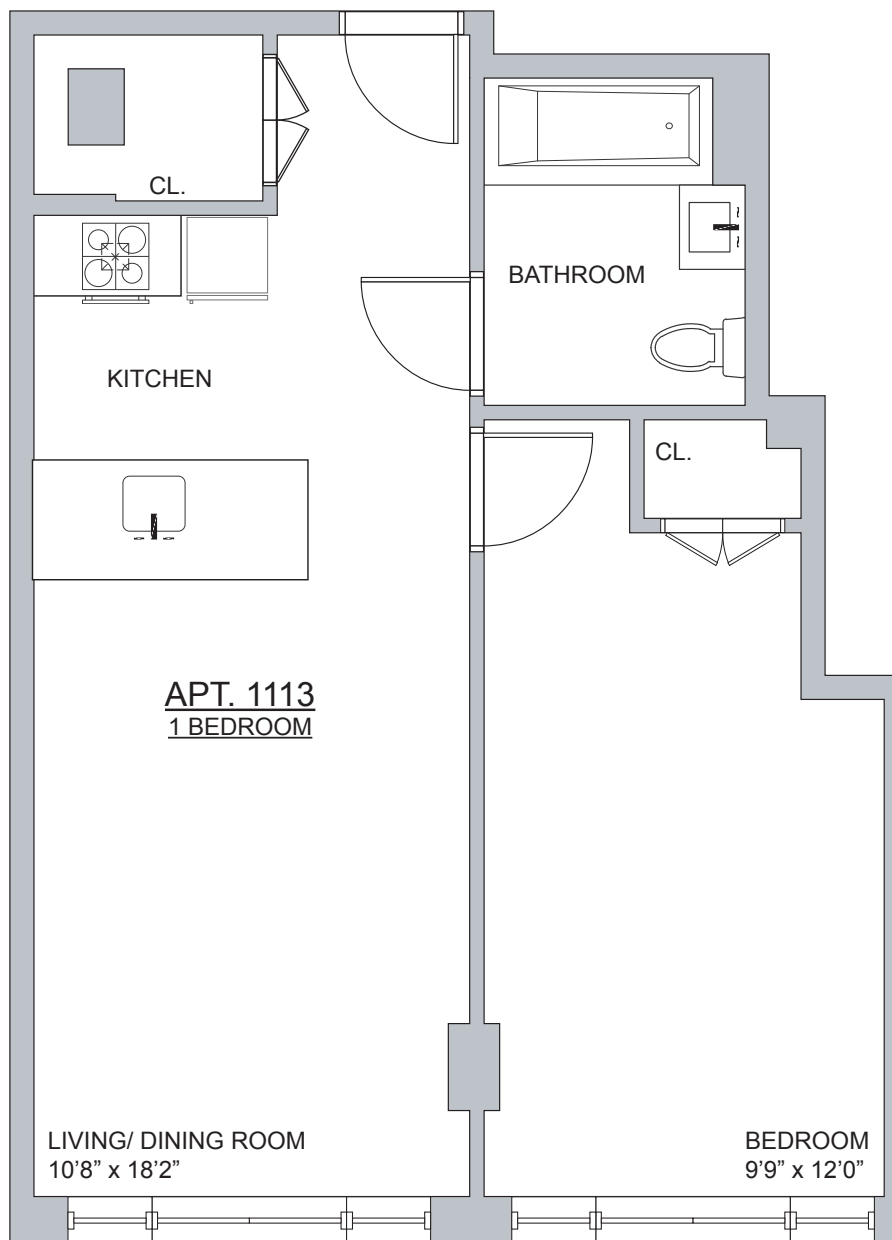 CL.
BATHROOM
KITCHEN
CL.
APT. 1113
1 BEDROOM
LIVING/ DINING ROOM
10’8” x 18’2”
BEDROOM
9’9” x 12’0”